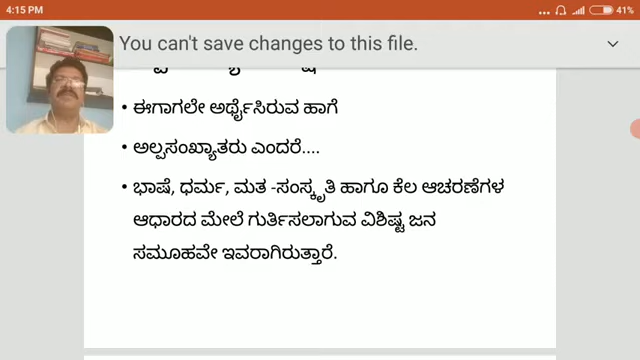 4:15 PM
41%
You can't save changes to this file.
• ಈಗಾಗಲೇ ಅರ್ಥೈಸಿರುವ ಹಾಗೆ
• ಅಲ್ಪಸಂಖ್ಯಾತರು ಎಂದರೆ....
• ಭಾಷೆ, ಧರ್ಮ, ಮತ -ಸಂಸ್ಕೃತಿ ಹಾಗೂ ಕೆಲ ಆಚರಣೆಗಳ
ಆಧಾರದ ಮೇಲೆ ಗುರ್ತಿಸಲಾಗುವ ವಿಶಿಷ್ಟ ಜನ
ಸಮೂಹವೇ ಇವರಾಗಿರುತ್ತಾರೆ.